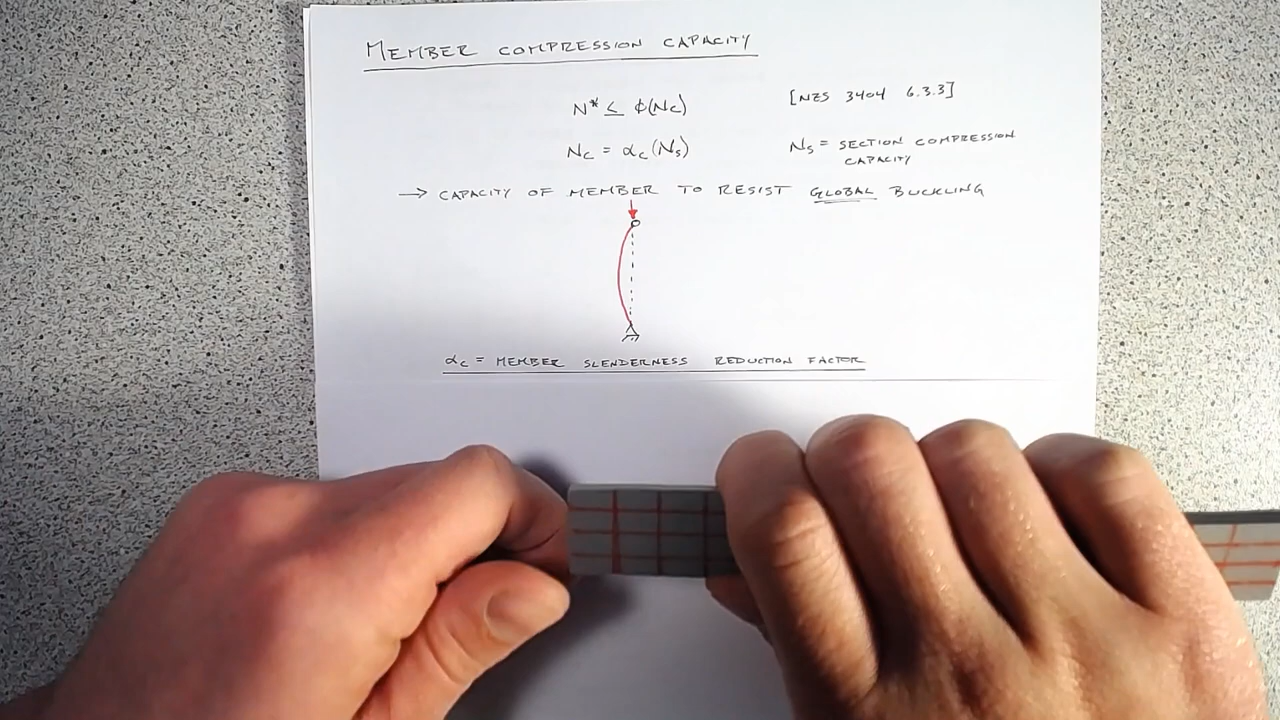 MEMBER COMPRESSION CAPACITY
N* ≤ φ(Nc)
[NZS 3404 6.3.3]
Nc = αc(Ns)
Ns = SECTION COMPRESSION
CAPACITY
→ CAPACITY OF MEMBER TO RESIST GLOBAL BUCKLING
αc = MEMBER SLENDERNESS REDUCTION FACTOR